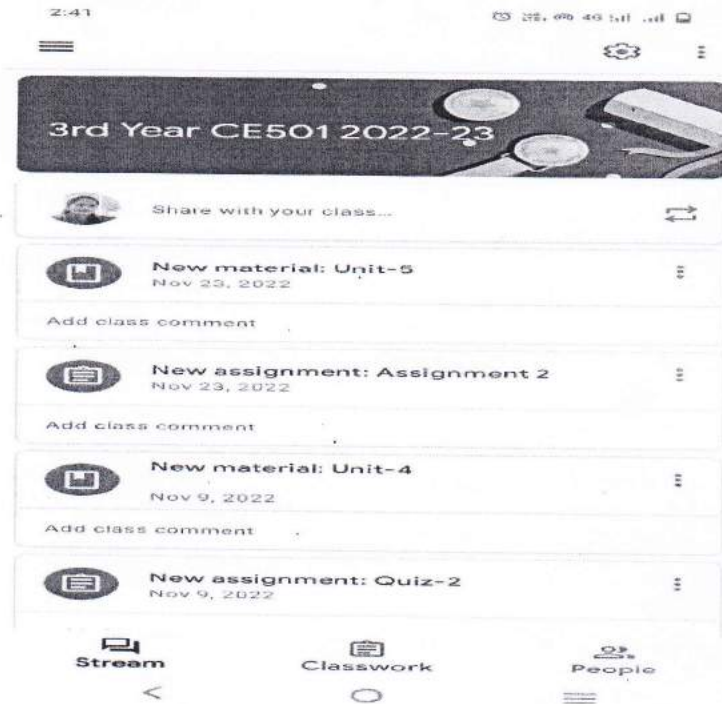 2:41
4G
3rd Year CE501 2022-23
Share with your class...
New material: Unit-5
Nov 23, 2022
Add class comment
New assignment: Assignment 2
Nov 23, 2022
Add class comment
New material: Unit-4
Nov 9, 2022
Add class comment
New assignment: Quiz-2
Nov 9, 2022
Stream
Classwork
People